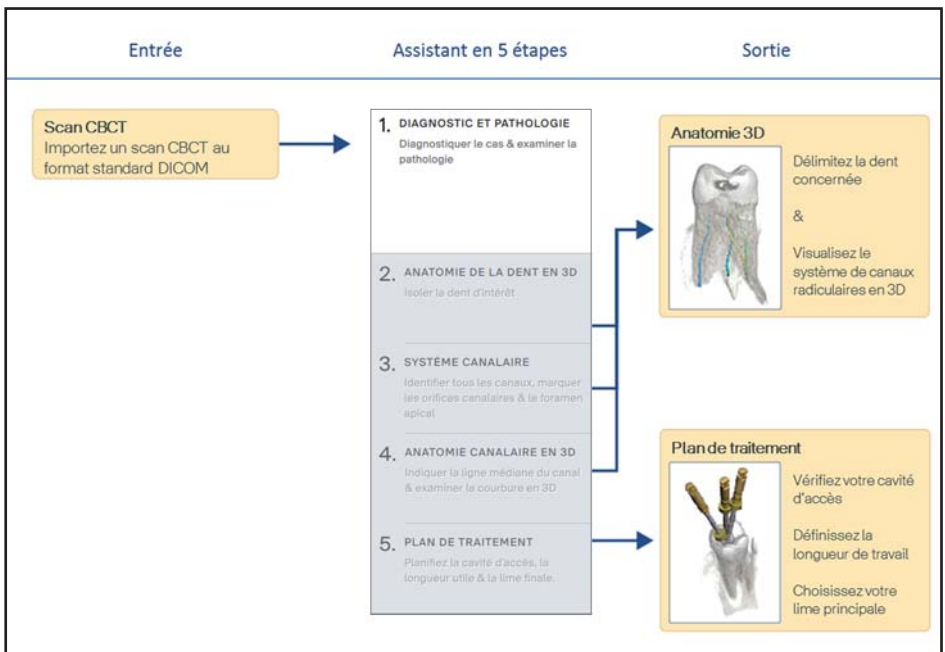 Entrée
Assistant en 5 étapes
Sortie
Scan CBCT
Importez un scan CBCT au
format standard DICOM
1. DIAGNOSTIC ET PATHOLOGIE
Diagnostiquer le cas & examiner la
pathologie
2. ANATOMIE DE LA DENT EN 3D
Isoler la dent d'intérêt
3. SYSTÈME CANALAIRE
Identifier tous les canaux, marquer
les orifices canalaires & le foramen
apical
4. ANATOMIE CANALAIRE EN 3D
Indiquer la ligne médiane du canal
& examiner la courbure en 3D
5. PLAN DE TRAITEMENT
Planifiez la cavité d'accès, la
longueur utile & la lime finale.
Anatomie 3D
Délimitez la dent
concernée
&
Visualisez le
système de canaux
radiculaires en 3D
Plan de traitement
Vérifiez votre cavité
d'accès
Définissez la
longueur de travail
Choisissez votre
lime principale